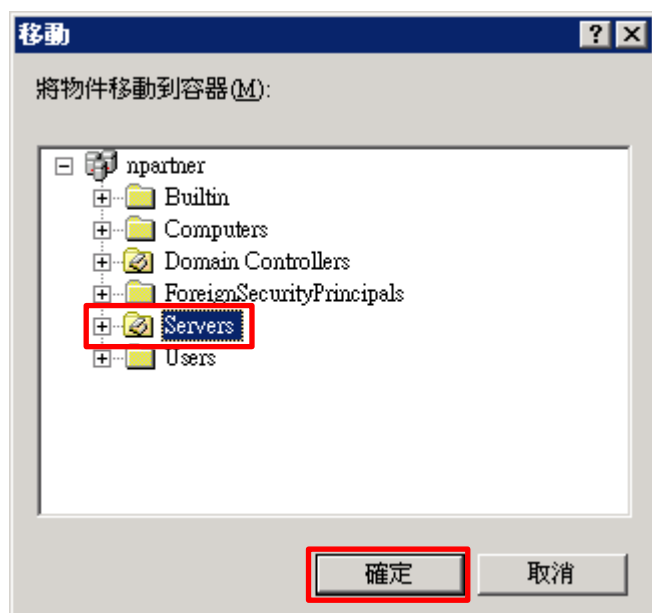 移動
將物件移動到容器(M):
npartner
Builtin
Computers
Domain Controllers
ForeignSecurityPrincipals
Servers
Users
確定 取消